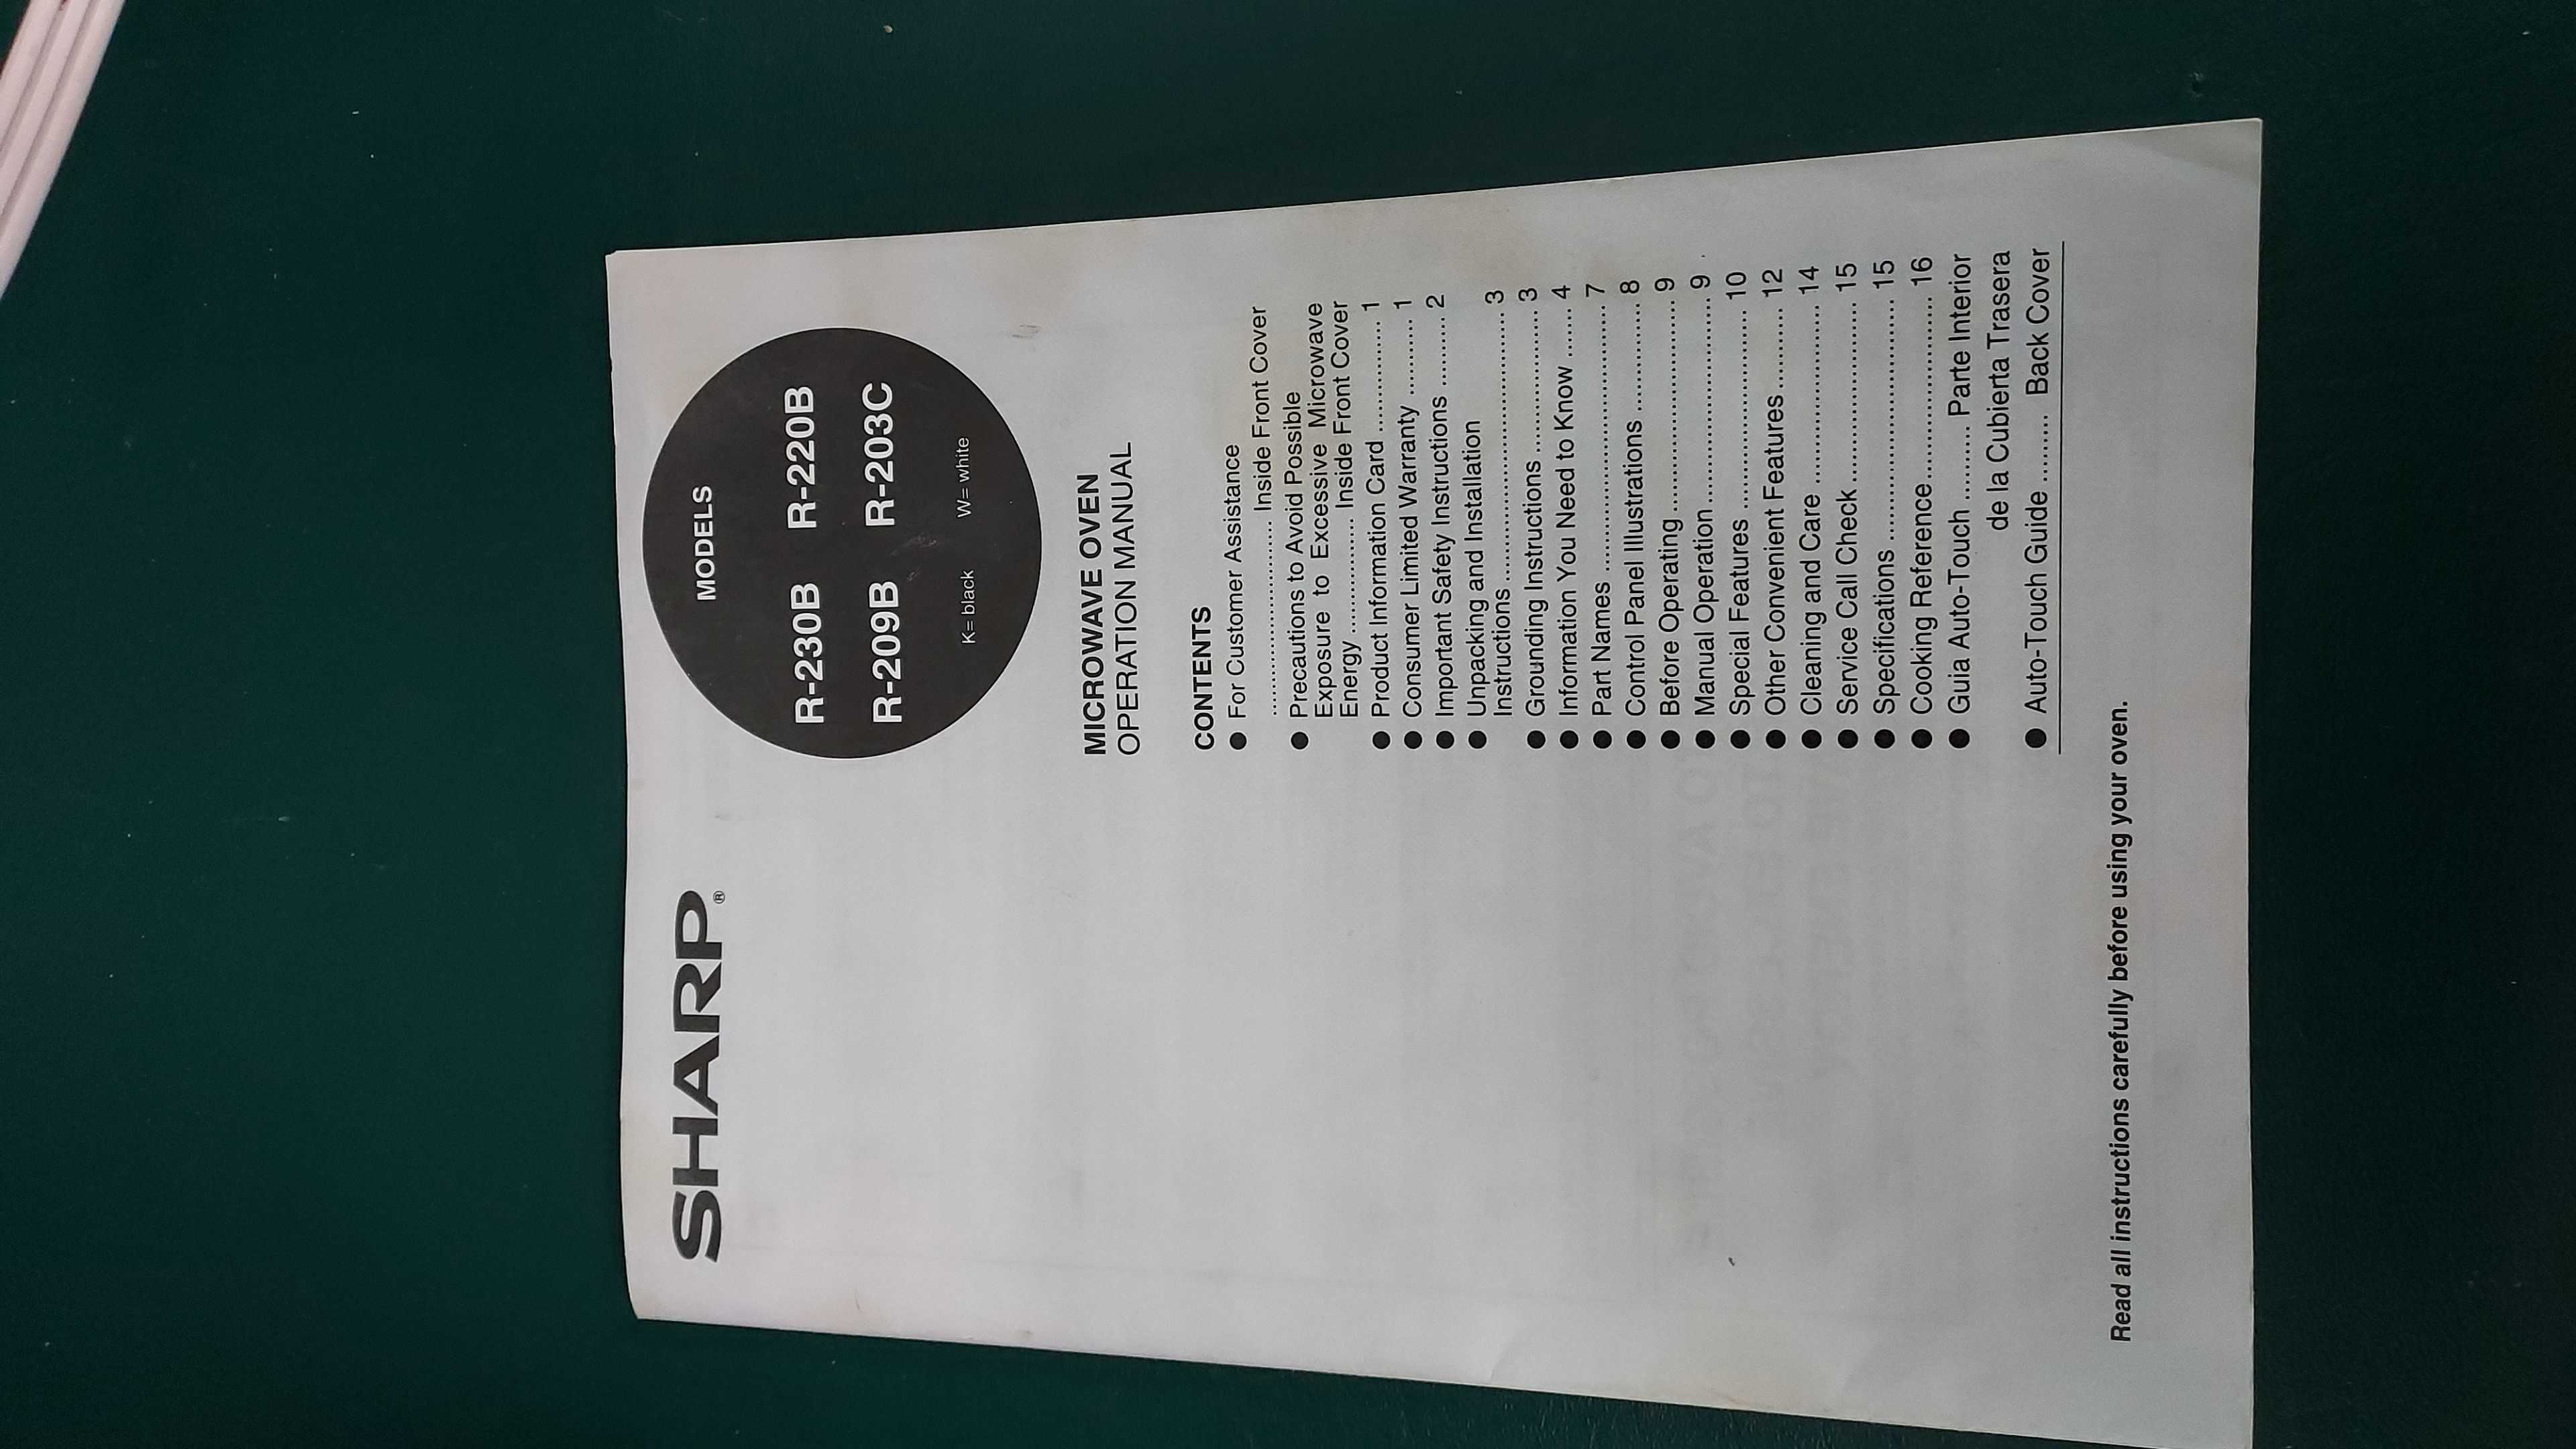 SHARP®
MODELS
R-230B R-220B
R-209B R-203C
K= black W= white
MICROWAVE OVEN
OPERATION MANUAL
CONTENTS
● For Customer Assistance
.............................. Inside Front Cover
● Precautions to Avoid Possible
Exposure to Excessive Microwave
Energy ................ Inside Front Cover
● Product Information Card ................ 1
● Consumer Limited Warranty ........... 1
● Important Safety Instructions .......... 2
● Unpacking and Installation
Instructions ...................................... 3
● Grounding Instructions .................... 3
● Information You Need to Know ....... 4
● Part Names ..................................... 7
● Control Panel Illustrations ............... 8
● Before Operating ............................. 9
● Manual Operation ............................ 9
● Special Features ........................... 10
● Other Convenient Features ........... 12
● Cleaning and Care ........................ 14
● Service Call Check ........................ 15
● Specifications ................................ 15
● Cooking Reference ........................ 16
● Guia Auto-Touch ......... Parte Interior
de la Cubierta Trasera
● Auto-Touch Guide ......... Back Cover
Read all instructions carefully before using your oven.